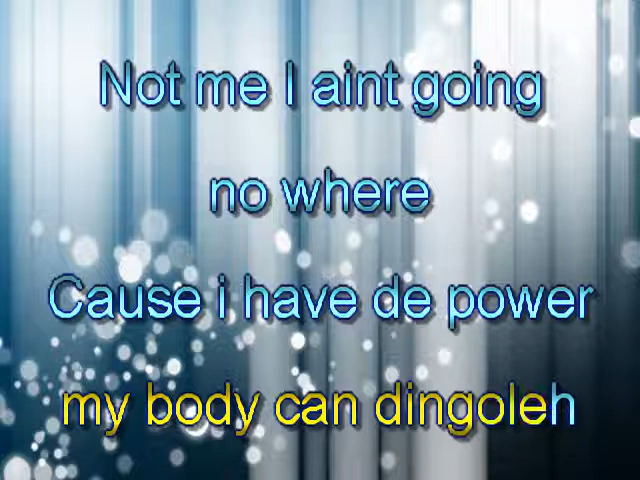 Not me I aint going
no where
Cause i have de power
my body can dingoleh